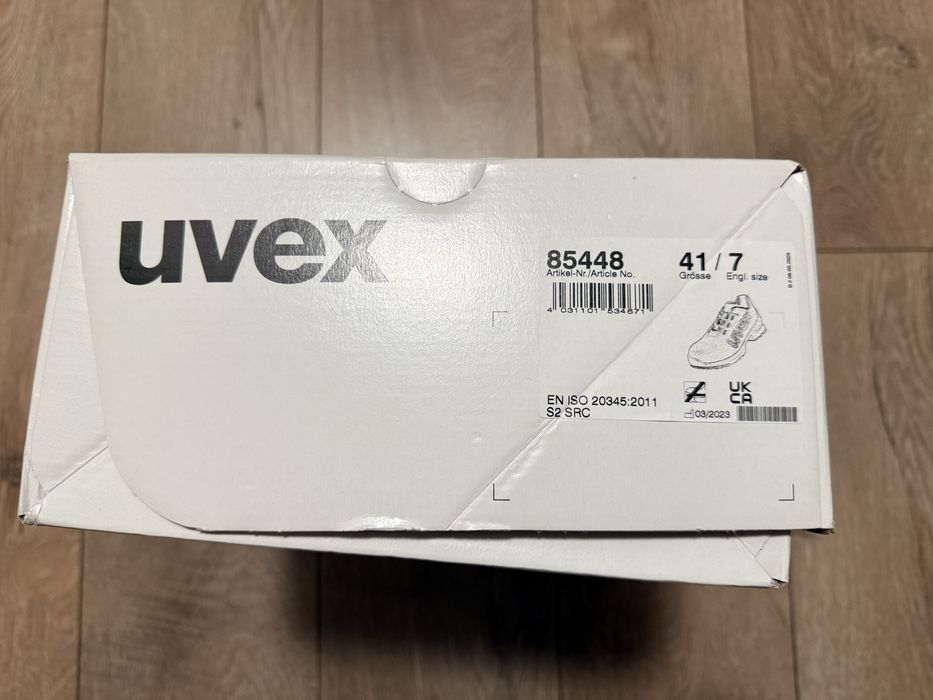 uvex
85448 41 / 7
Artikel-Nr./Article No. Grösse Engl. size
4 031101 534671
EN ISO 20345:2011
S2 SRC
UK
CA
03/2023